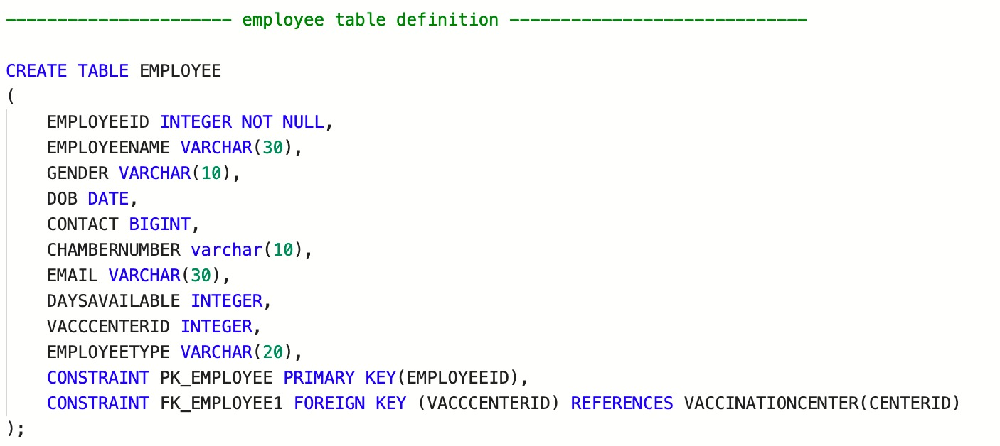 ---------------------- employee table definition -----------------------------
CREATE TABLE EMPLOYEE
(
    EMPLOYEEID INTEGER NOT NULL,
    EMPLOYEENAME VARCHAR(30),
    GENDER VARCHAR(10),
    DOB DATE,
    CONTACT BIGINT,
    CHAMBERNUMBER varchar(10),
    EMAIL VARCHAR(30),
    DAYSAVAILABLE INTEGER,
    VACCCENTERID INTEGER,
    EMPLOYEETYPE VARCHAR(20),
    CONSTRAINT PK_EMPLOYEE PRIMARY KEY(EMPLOYEEID),
    CONSTRAINT FK_EMPLOYEE1 FOREIGN KEY (VACCCENTERID) REFERENCES VACCINATIONCENTER(CENTERID)
);